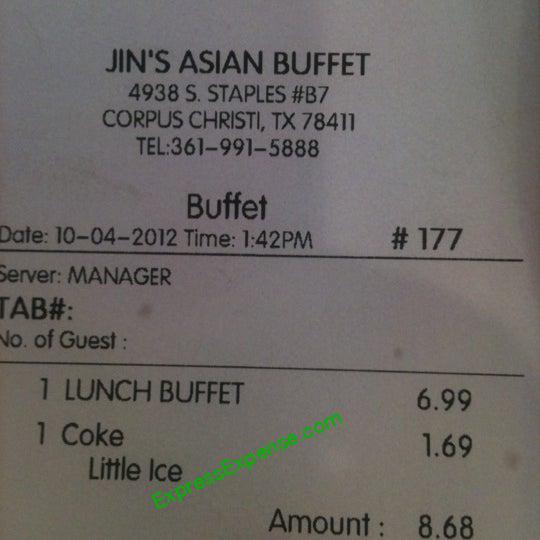 JIN'S ASIAN BUFFET
4938 S. STAPLES #B7
CORPUS CHRISTI, TX 78411
TEL:361-991-5888
Buffet
Date: 10-04-2012 Time: 1:42PM # 177
Server: MANAGER
TAB#:
No. of Guest :
1 LUNCH BUFFET 6.99
1 Coke 1.69
Little Ice
ExpressExpense.com
Amount : 8.68